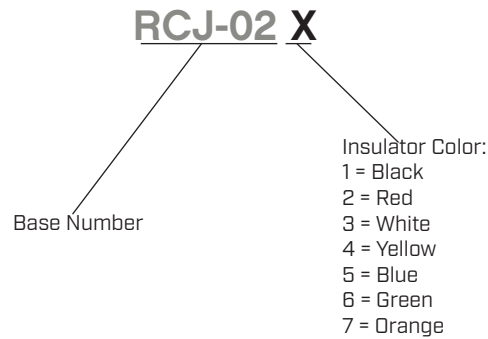 RCJ-02 X
Insulator Color:
1 = Black
2 = Red
3 = White
4 = Yellow
5 = Blue
6 = Green
7 = Orange
Base Number